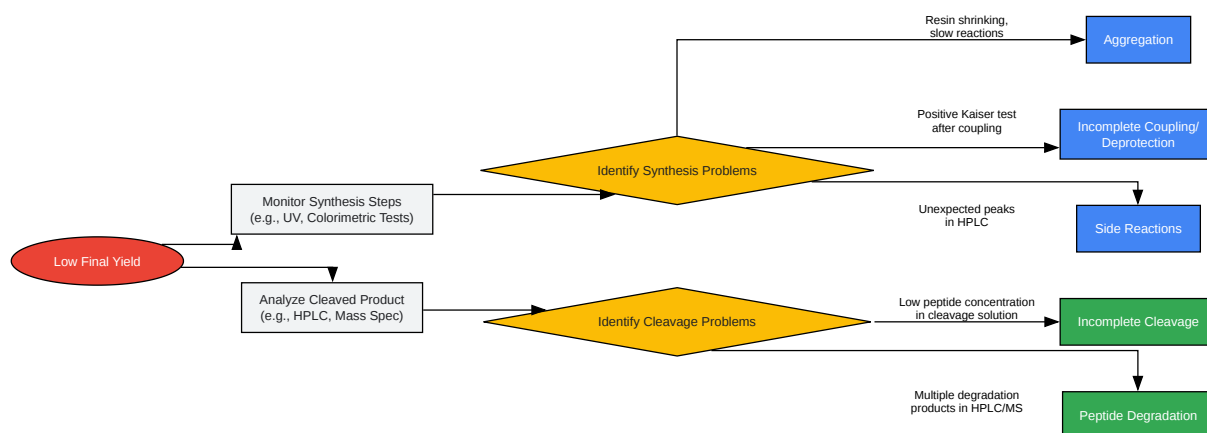 Resin shrinking,
slow reactions
Aggregation
Positive Kaiser test
after coupling
Incomplete Coupling/
Deprotection
Identify Synthesis Problems
Monitor Synthesis Steps
(e.g., UV, Colorimetric Tests)
Unexpected peaks
in HPLC
Side Reactions
Low Final Yield
Analyze Cleaved Product
(e.g., HPLC, Mass Spec)
Identify Cleavage Problems
Low peptide concentration
in cleavage solution
Incomplete Cleavage
Multiple degradation
products in HPLC/MS
Peptide Degradation